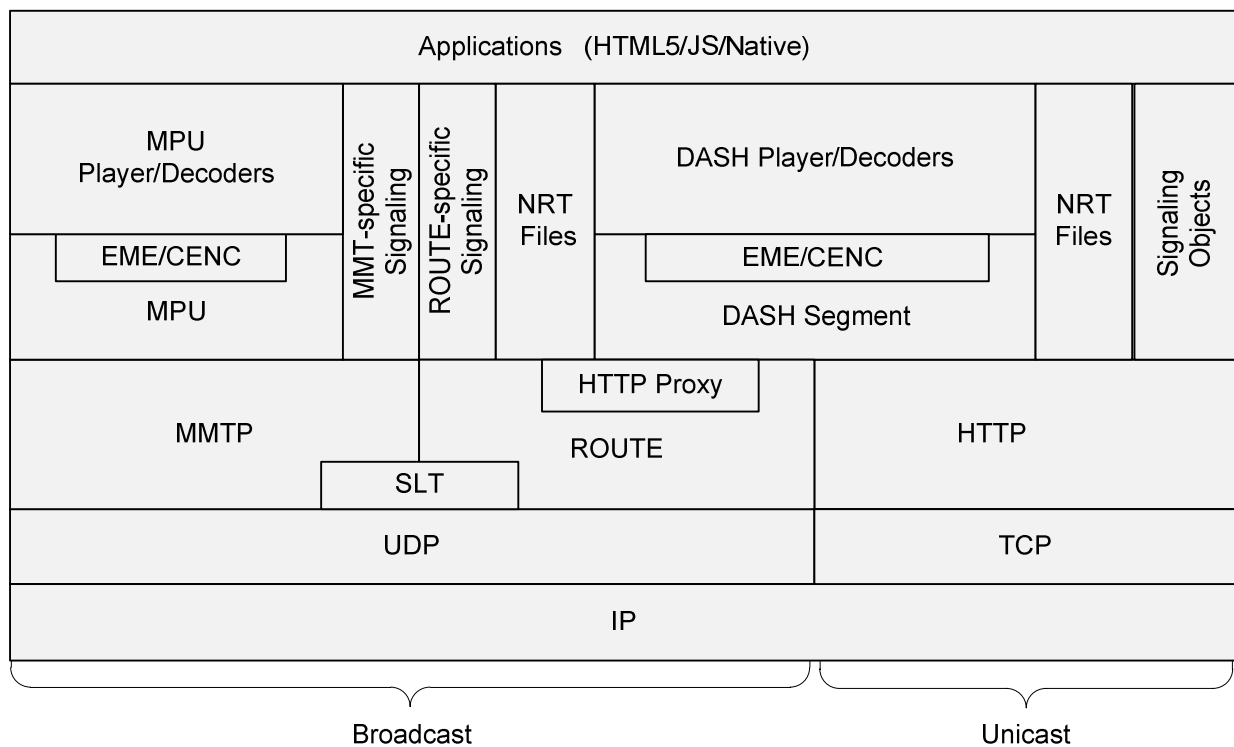 Applications (HTML5/JS/Native)
MPU
Player/Decoders
EME/CENC
MPU
MMT-specific
Signaling
ROUTE-specific
Signaling
NRT
Files
DASH Player/Decoders
EME/CENC
DASH Segment
NRT
Files
Signaling
Objects
MMTP
HTTP Proxy
ROUTE
SLT
HTTP
UDP
TCP
IP
Broadcast
Unicast